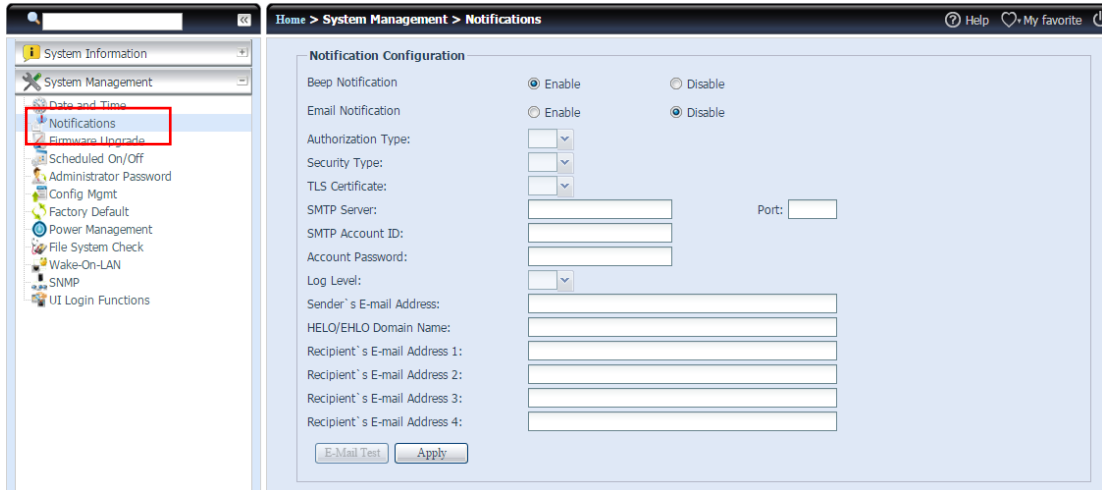 Home > System Management > Notifications
Help
My favorite
System Information
System Management
Date and Time
Notifications
Firmware Upgrade
Scheduled On/Off
Administrator Password
Config Mgmt
Factory Default
Power Management
File System Check
Wake-On-LAN
SNMP
UI Login Functions
Notification Configuration
Beep Notification Enable Disable
Email Notification Enable Disable
Authorization Type:
Security Type:
TLS Certificate:
SMTP Server: Port:
SMTP Account ID:
Account Password:
Log Level:
Sender`s E-mail Address:
HELO/EHLO Domain Name:
Recipient`s E-mail Address 1:
Recipient`s E-mail Address 2:
Recipient`s E-mail Address 3:
Recipient`s E-mail Address 4:
E-Mail Test Apply